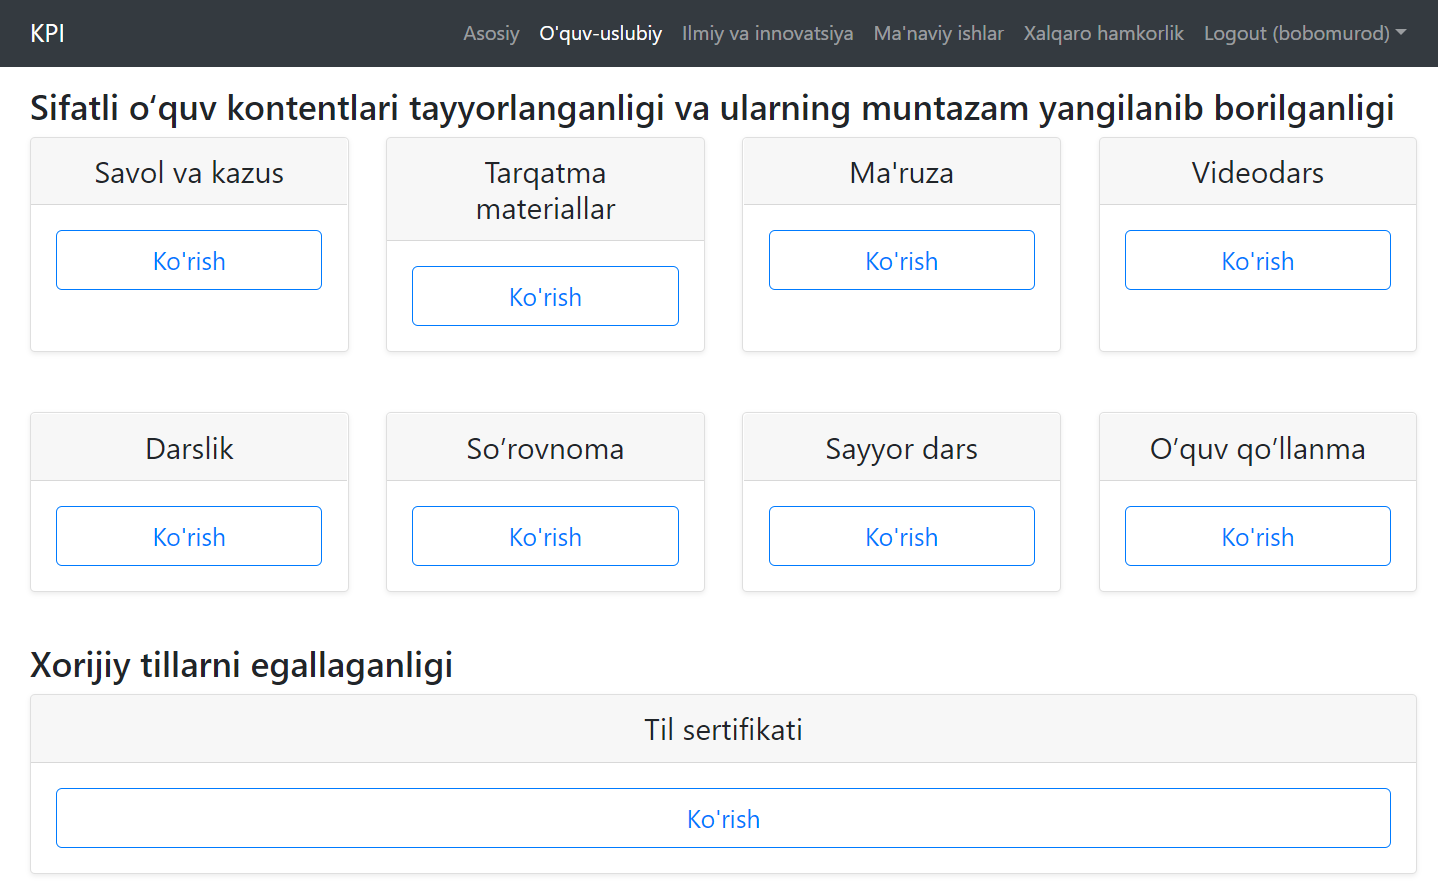 KPI
Asosiy O'quv-uslubiy Ilmiy va innovatsiya Ma'naviy ishlar Xalqaro hamkorlik Logout (bobomurod)
Sifatli o‘quv kontentlari tayyorlanganligi va ularning muntazam yangilanib borilganligi
Savol va kazus
Ko'rish
Tarqatma
materiallar
Ko'rish
Ma'ruza
Ko'rish
Videodars
Ko'rish
Darslik
Ko'rish
So’rovnoma
Ko'rish
Sayyor dars
Ko'rish
O’quv qo’llanma
Ko'rish
Xorijiy tillarni egallaganligi
Til sertifikati
Ko'rish